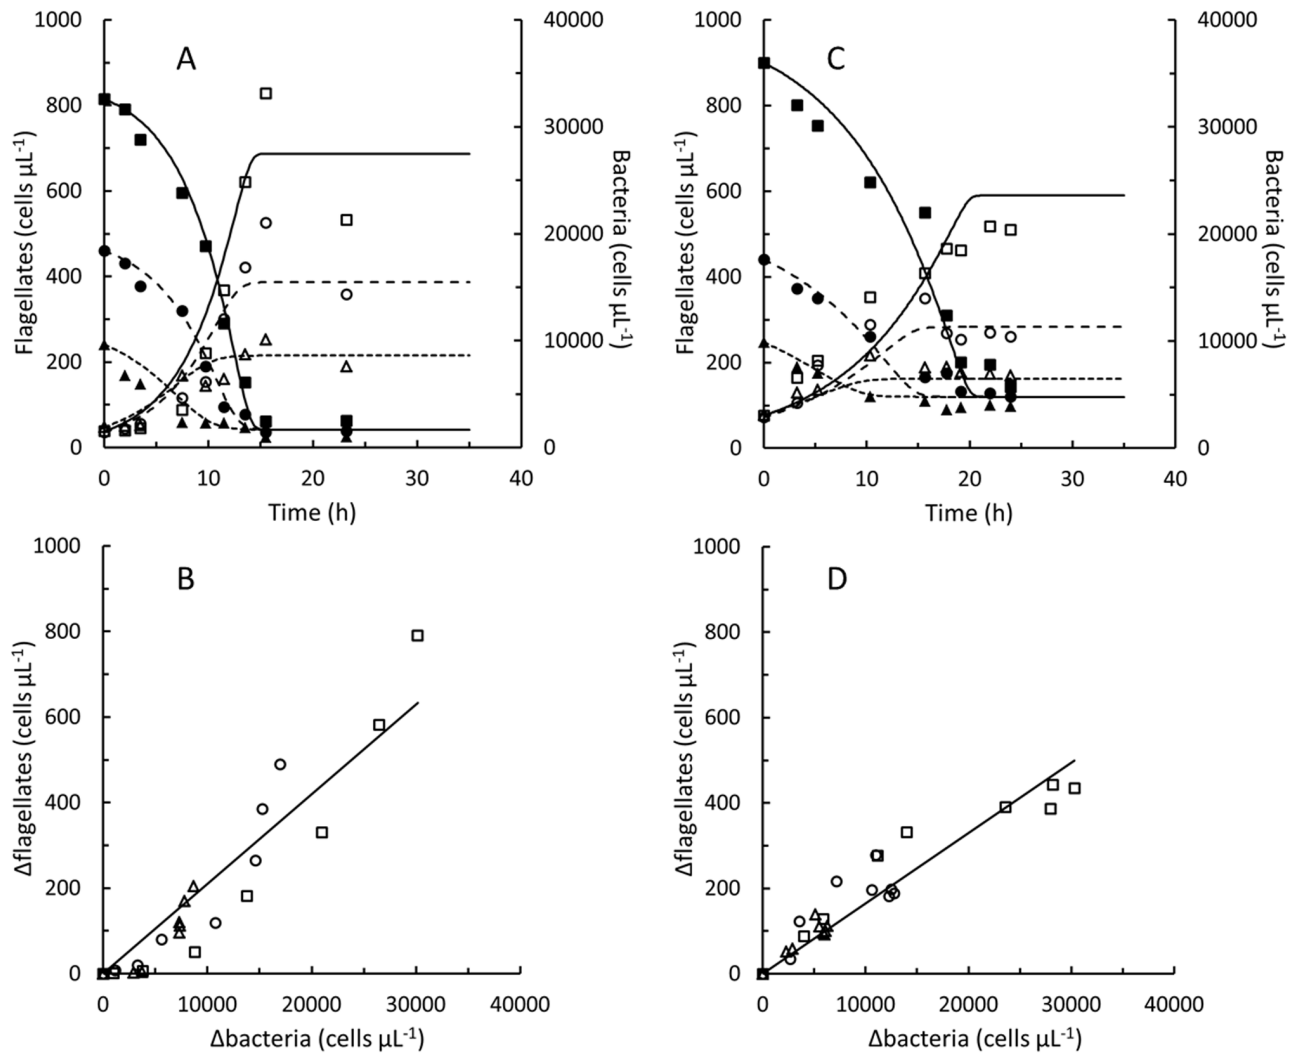 A
1000
800
600
400
200
0
Flagellates (cells µL-1)
40000
30000
20000
10000
0
Bacteria (cells µL-1)
0 10 20 30 40
Time (h)
C
1000
800
600
400
200
0
Flagellates (cells µL-1)
40000
30000
20000
10000
0
Bacteria (cells µL-1)
0 10 20 30 40
Time (h)
B
1000
800
600
400
200
0
Δflagellates (cells µL-1)
0 10000 20000 30000 40000
Δbacteria (cells µL-1)
D
1000
800
600
400
200
0
Δflagellates (cells µL-1)
0 10000 20000 30000 40000
Δbacteria (cells µL-1)